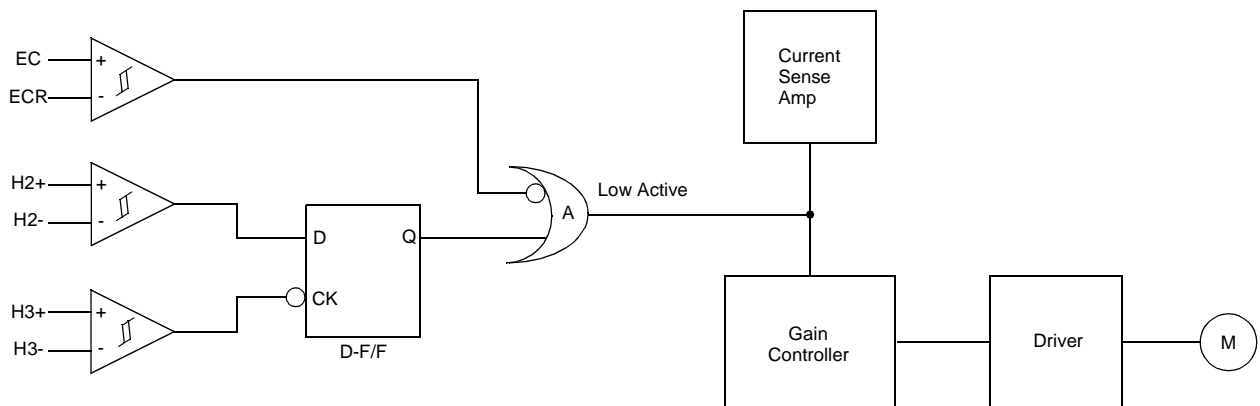 EC
+
ECR
-
Current
Sense
Amp
H2+
+
H2-
-
Low Active
A
D
Q
CK
D-F/F
H3+
+
H3-
-
Gain
Controller
Driver
M